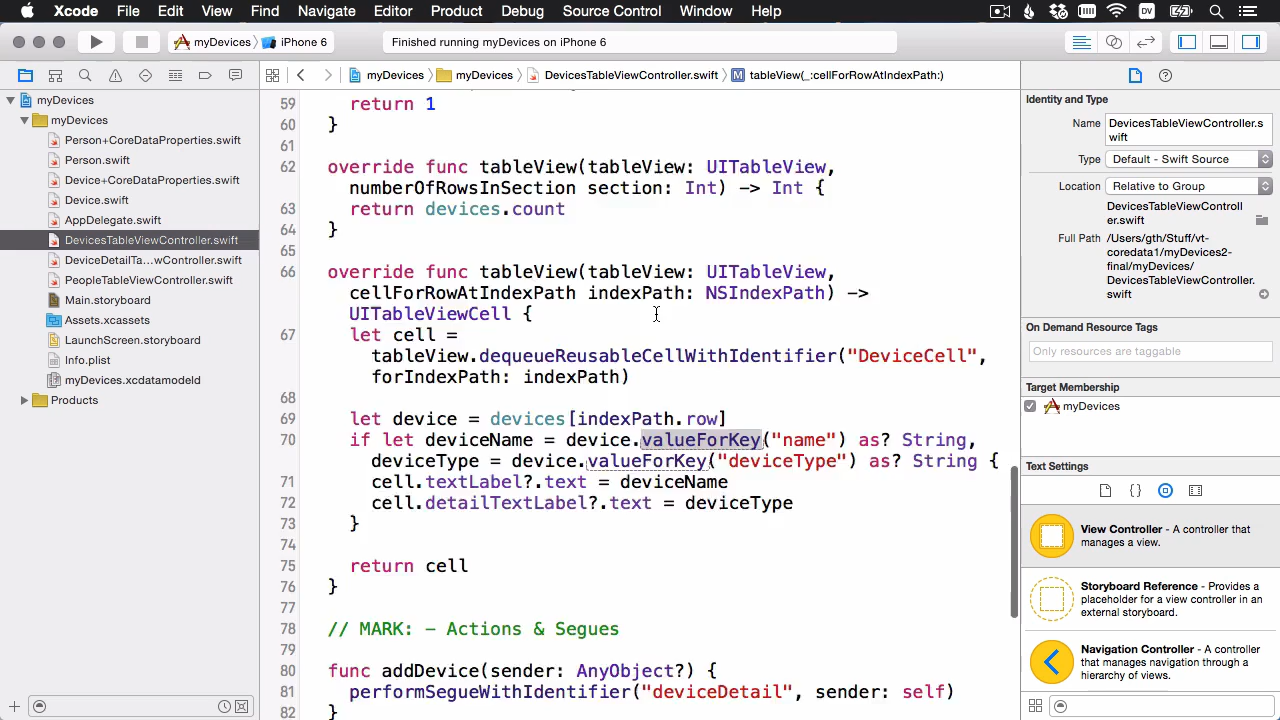 Xcode File Edit View Find Navigate Editor Product Debug Source Control Window Help DV
myDevices iPhone 6 Finished running myDevices on iPhone 6
myDevices myDevices DevicesTableViewController.swift M tableView(_:cellForRowAtIndexPath:)
myDevices
myDevices
Person+CoreDataProperties.swift
Person.swift
Device+CoreDataProperties.swift
Device.swift
AppDelegate.swift
DevicesTableViewController.swift
DeviceDetailTa...wController.swift
PeopleTableViewController.swift
Main.storyboard
Assets.xcassets
LaunchScreen.storyboard
Info.plist
myDevices.xcdatamodeld
Products
59 return 1
60 }
61
62 override func tableView(tableView: UITableView,
numberOfRowsInSection section: Int) -> Int {
63 return devices.count
64 }
65
66 override func tableView(tableView: UITableView,
cellForRowAtIndexPath indexPath: NSIndexPath) ->
UITableViewCell {
67 let cell =
tableView.dequeueReusableCellWithIdentifier("DeviceCell",
forIndexPath: indexPath)
68
69 let device = devices[indexPath.row]
70 if let deviceName = device.valueForKey("name") as? String,
deviceType = device.valueForKey("deviceType") as? String {
71 cell.textLabel?.text = deviceName
72 cell.detailTextLabel?.text = deviceType
73 }
74
75 return cell
76 }
77
78 // MARK: - Actions & Segues
79
80 func addDevice(sender: AnyObject?) {
81 performSegueWithIdentifier("deviceDetail", sender: self)
82 }
Identity and Type
Name DevicesTableViewController.s
wift
Type Default - Swift Source
Location Relative to Group
DevicesTableViewControll
er.swift
Full Path /Users/gth/Stuff/vt-
coredata1/myDevices2-
final/myDevices/
DevicesTableViewController.
swift
On Demand Resource Tags
Only resources are taggable
Target Membership
myDevices
Text Settings
{}
View Controller - A controller that
manages a view.
Storyboard Reference - Provides a
placeholder for a view controller in an
external storyboard.
Navigation Controller - A controller
that manages navigation through a
hierarchy of views.